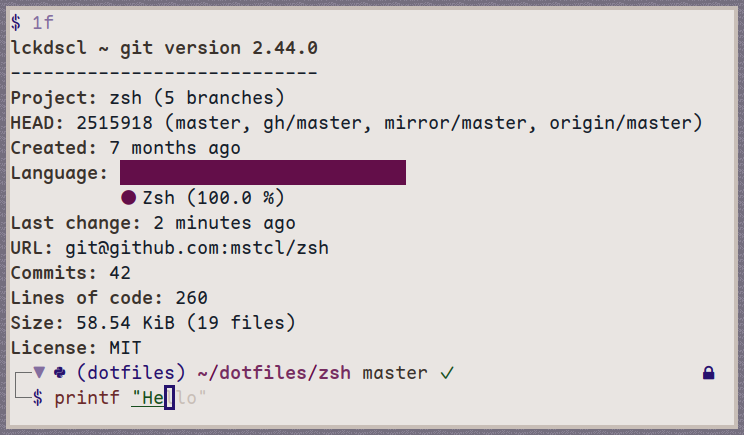 $ 1f
lckdscl ~ git version 2.44.0
----------------------------
Project: zsh (5 branches)
HEAD: 2515918 (master, gh/master, mirror/master, origin/master)
Created: 7 months ago
Language:
Zsh (100.0 %)
Last change: 2 minutes ago
URL: git@github.com:mstcl/zsh
Commits: 42
Lines of code: 260
Size: 58.54 KiB (19 files)
License: MIT
(dotfiles) ~/dotfiles/zsh master ✓
$ printf "Hello"